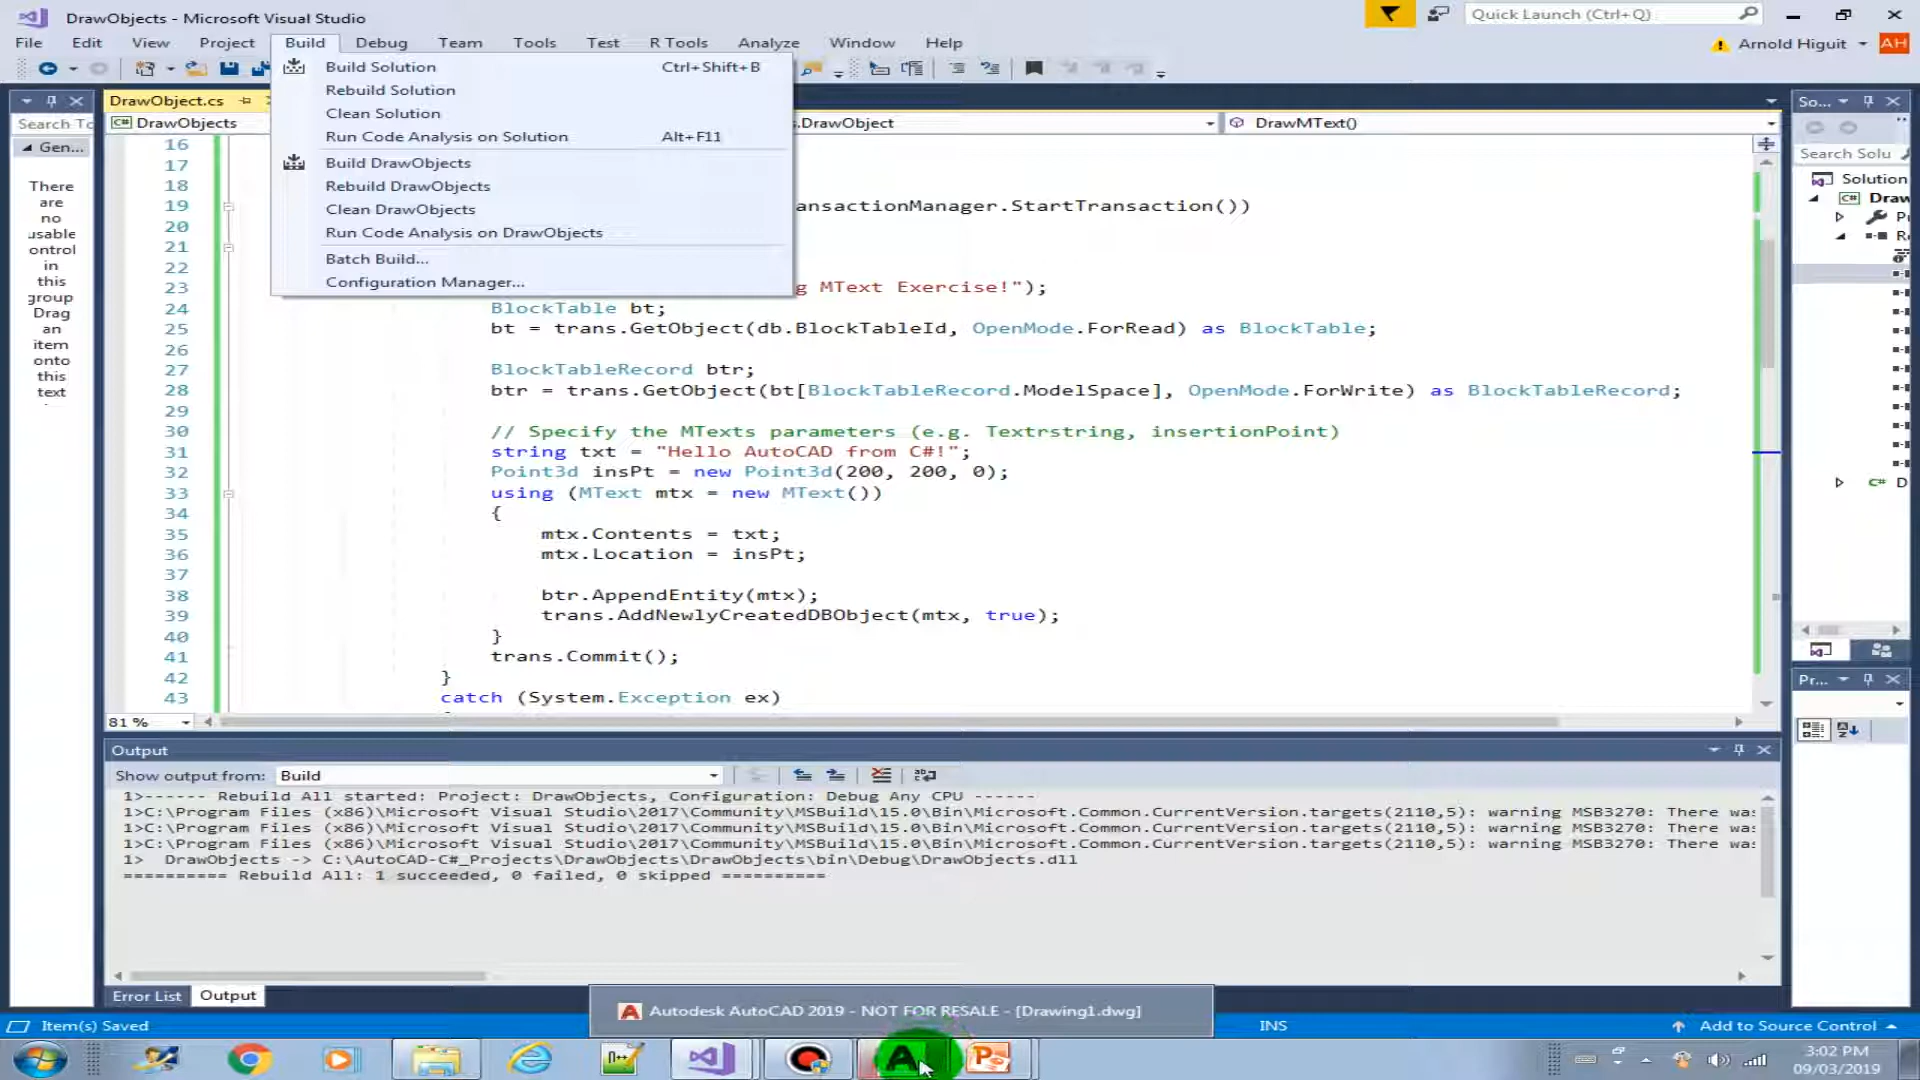 DrawObjects - Microsoft Visual Studio
Quick Launch (Ctrl+Q)
File Edit View Project Build Debug Team Tools Test R Tools Analyze Window Help
Arnold Higuit AH
Build Solution Ctrl+Shift+B
Rebuild Solution
Clean Solution
Run Code Analysis on Solution Alt+F11
Build DrawObjects
Rebuild DrawObjects
Clean DrawObjects
Run Code Analysis on DrawObjects
Batch Build...
Configuration Manager...
DrawObject.cs
So...
Search To
C# DrawObjects
.DrawObject
DrawMText()
Gen...
Search Solu
There
are
no
usable
control
in
this
group
Drag
an
item
onto
this
text
Solution
C# Draw
16
17
18
19 ansactionManager.StartTransaction())
20
21
22
23 g MText Exercise!");
24 BlockTable bt;
25 bt = trans.GetObject(db.BlockTableId, OpenMode.ForRead) as BlockTable;
26
27 BlockTableRecord btr;
28 btr = trans.GetObject(bt[BlockTableRecord.ModelSpace], OpenMode.ForWrite) as BlockTableRecord;
29
30 // Specify the MTexts parameters (e.g. Textrstring, insertionPoint)
31 string txt = "Hello AutoCAD from C#!";
32 Point3d insPt = new Point3d(200, 200, 0);
33 using (MText mtx = new MText())
34 {
35 mtx.Contents = txt;
36 mtx.Location = insPt;
37
38 btr.AppendEntity(mtx);
39 trans.AddNewlyCreatedDBObject(mtx, true);
40 }
41 trans.Commit();
42 }
43 catch (System.Exception ex)
C# D
Pr...
81 %
Output
Show output from: Build
1>------ Rebuild All started: Project: DrawObjects, Configuration: Debug Any CPU ------
1>C:\Program Files (x86)\Microsoft Visual Studio\2017\Community\MSBuild\15.0\Bin\Microsoft.Common.CurrentVersion.targets(2110,5): warning MSB3270: There was
1>C:\Program Files (x86)\Microsoft Visual Studio\2017\Community\MSBuild\15.0\Bin\Microsoft.Common.CurrentVersion.targets(2110,5): warning MSB3270: There was
1>C:\Program Files (x86)\Microsoft Visual Studio\2017\Community\MSBuild\15.0\Bin\Microsoft.Common.CurrentVersion.targets(2110,5): warning MSB3270: There was
1> DrawObjects -> C:\AutoCAD-C#_Projects\DrawObjects\DrawObjects\bin\Debug\DrawObjects.dll
========== Rebuild All: 1 succeeded, 0 failed, 0 skipped ==========
Error List Output
Autodesk AutoCAD 2019 - NOT FOR RESALE - [Drawing1.dwg]
Item(s) Saved
INS
Add to Source Control
3:02 PM
09/03/2019